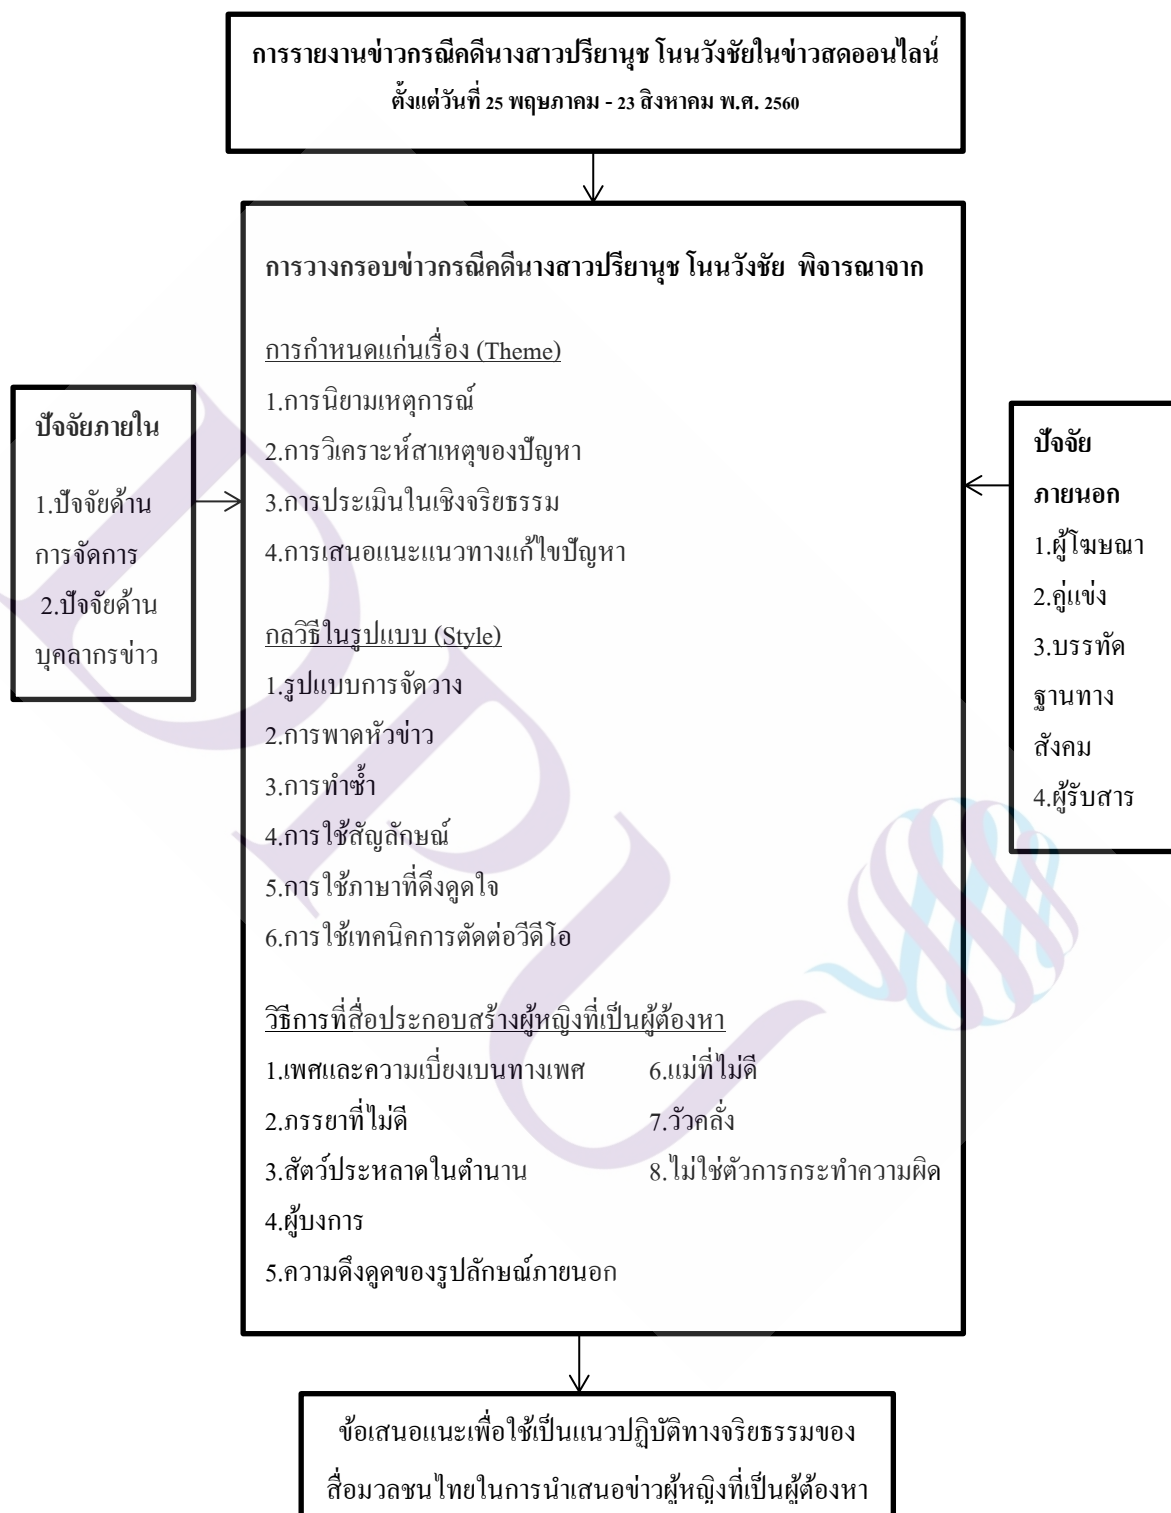 การรายงานข่าวกรณีคดีนางสาวปรียานุช โนนวังชัยในข่าวสดออนไลน์
ตั้งแต่วันที่ 25 พฤษภาคม - 23 สิงหาคม พ.ศ. 2560
การวางกรอบข่าวกรณีคดีนางสาวปรียานุช โนนวังชัย พิจารณาจาก
การกำหนดแก่นเรื่อง (Theme)
1.การนิยามเหตุการณ์
2.การวิเคราะห์สาเหตุของปัญหา
3.การประเมินในเชิงจริยธรรม
4.การเสนอแนะแนวทางแก้ไขปัญหา
กลวิธีในรูปแบบ (Style)
1.รูปแบบการจัดวาง
2.การพาดหัวข่าว
3.การทำซ้ำ
4.การใช้สัญลักษณ์
5.การใช้ภาษาที่ดึงดูดใจ
6.การใช้เทคนิคการตัดต่อวีดีโอ
วิธีการที่สื่อประกอบสร้างผู้หญิงที่เป็นผู้ต้องหา
1.เพศและความเบี่ยงเบนทางเพศ
2.ภรรยาที่ไม่ดี
3.สัตว์ประหลาดในตำนาน
4.ผู้บงการ
5.ความดึงดูดของรูปลักษณ์ภายนอก
6.แม่ที่ไม่ดี
7.วัวคลั่ง
8.ไม่ใช่ตัวการกระทำความผิด
ปัจจัยภายใน
1.ปัจจัยด้าน
การจัดการ
2.ปัจจัยด้าน
บุคลากรข่าว
ปัจจัย
ภายนอก
1.ผู้โฆษณา
2.คู่แข่ง
3.บรรทัด
ฐานทาง
สังคม
4.ผู้รับสาร
ข้อเสนอแนะเพื่อใช้เป็นแนวปฏิบัติทางจริยธรรมของ
สื่อมวลชนไทยในการนำเสนอข่าวผู้หญิงที่เป็นผู้ต้องหา
DPU